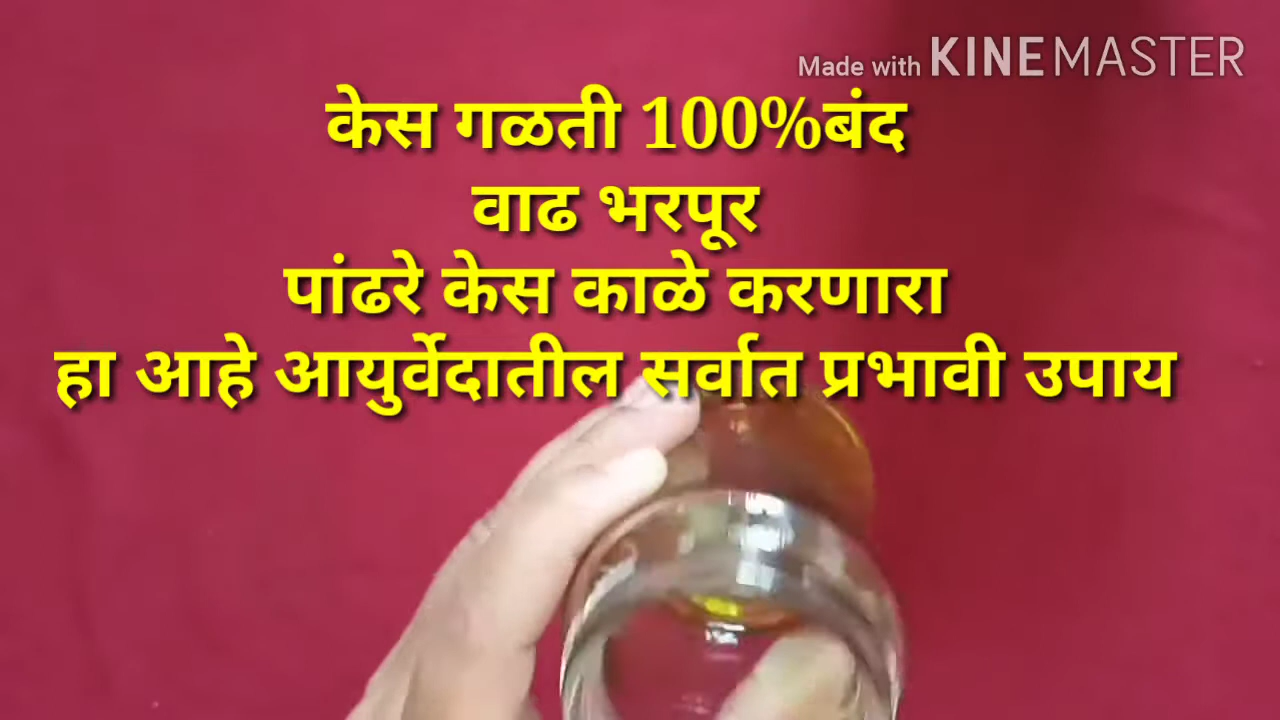 Made with KINEMASTER
केस गळती 100%बंद
वाढ भरपूर
पांढरे केस काळे करणारा
हा आहे आयुर्वेदातील सर्वात प्रभावी उपाय